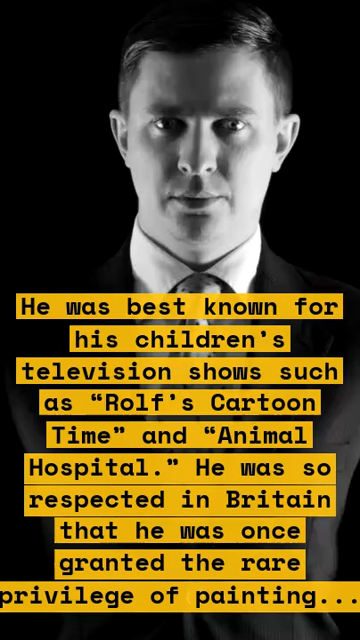 He was best known for
his children’s
television shows such
as “Rolf’s Cartoon
Time” and “Animal
Hospital.” He was so
respected in Britain
that he was once
granted the rare
privilege of painting...